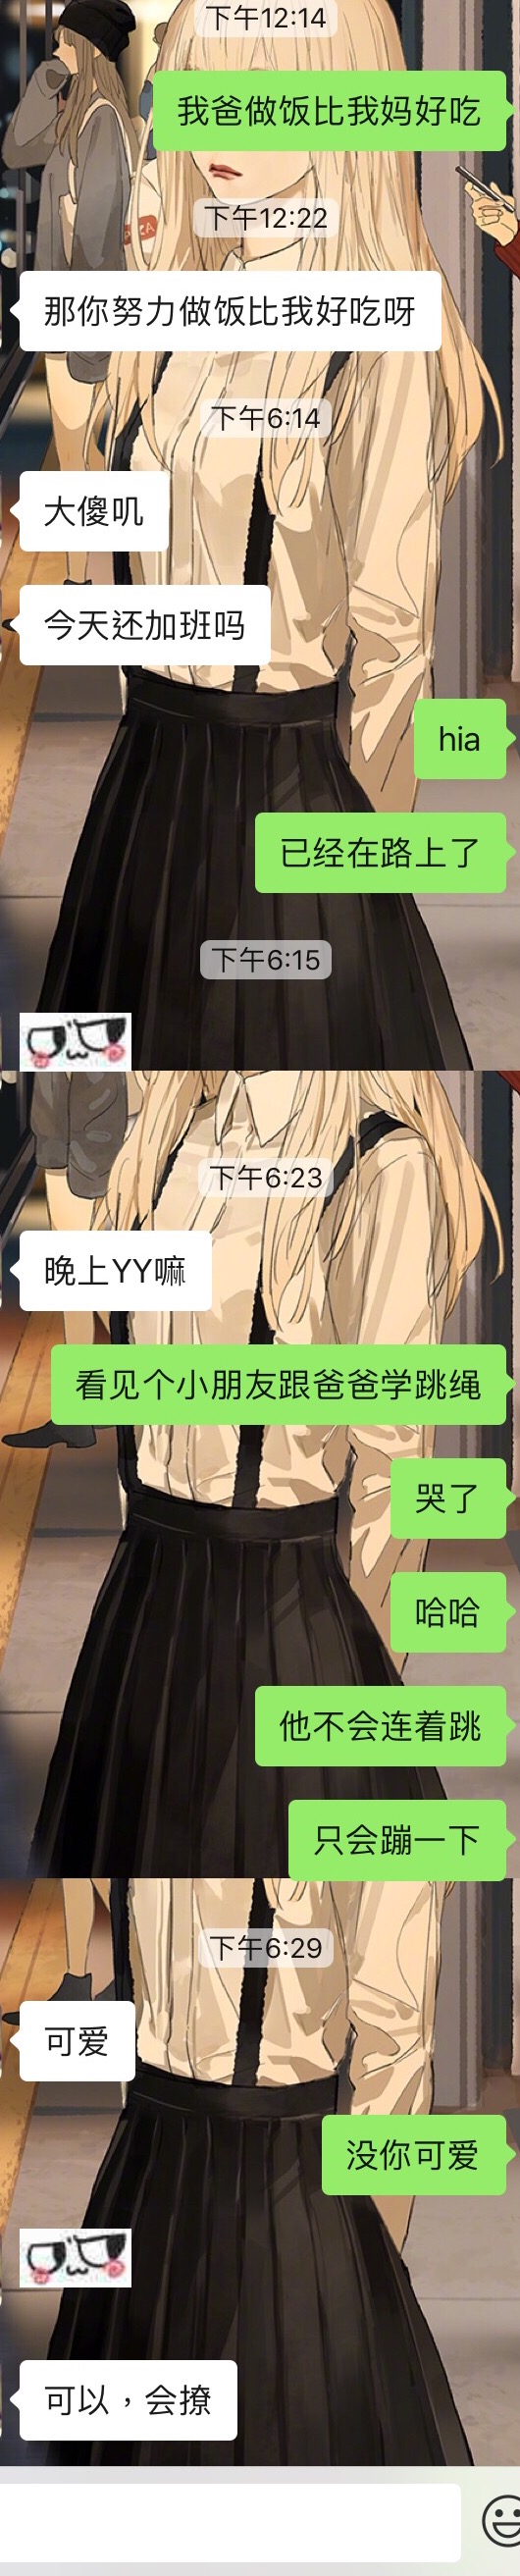 下午12:14
我爸做饭比我妈好吃
下午12:22
那你努力做饭比我好吃呀
下午6:14
大傻叽
今天还加班吗
hia
已经在路上了
下午6:15
下午6:23
晚上YY嘛
看见个小朋友跟爸爸学跳绳
哭了
哈哈
他不会连着跳
只会蹦一下
下午6:29
可爱
没你可爱
可以，会撩